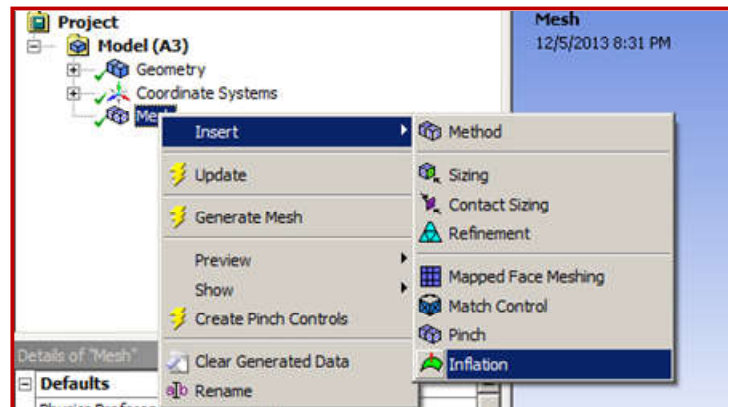 Project
Model (A3)
Geometry
Coordinate Systems
Mesh
12/5/2013 8:31 PM
Insert
Update
Generate Mesh
Preview
Show
Create Pinch Controls
Clear Generated Data
Rename
Method
Sizing
Contact Sizing
Refinement
Mapped Face Meshing
Match Control
Pinch
Inflation
Details of "Mesh"
Defaults